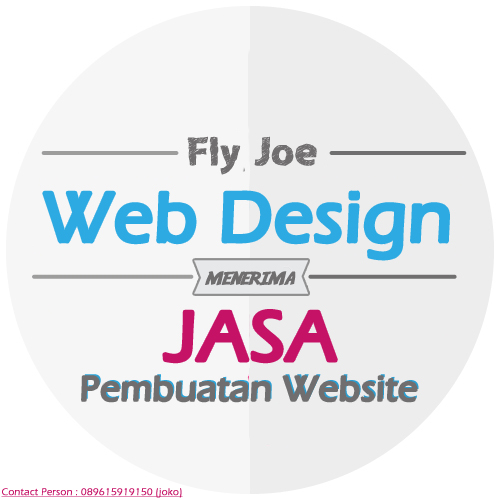 Fly Joe
Web Design
MENERIMA
JASA
Pembuatan Website
Contact Person : 089615919150 (joko)